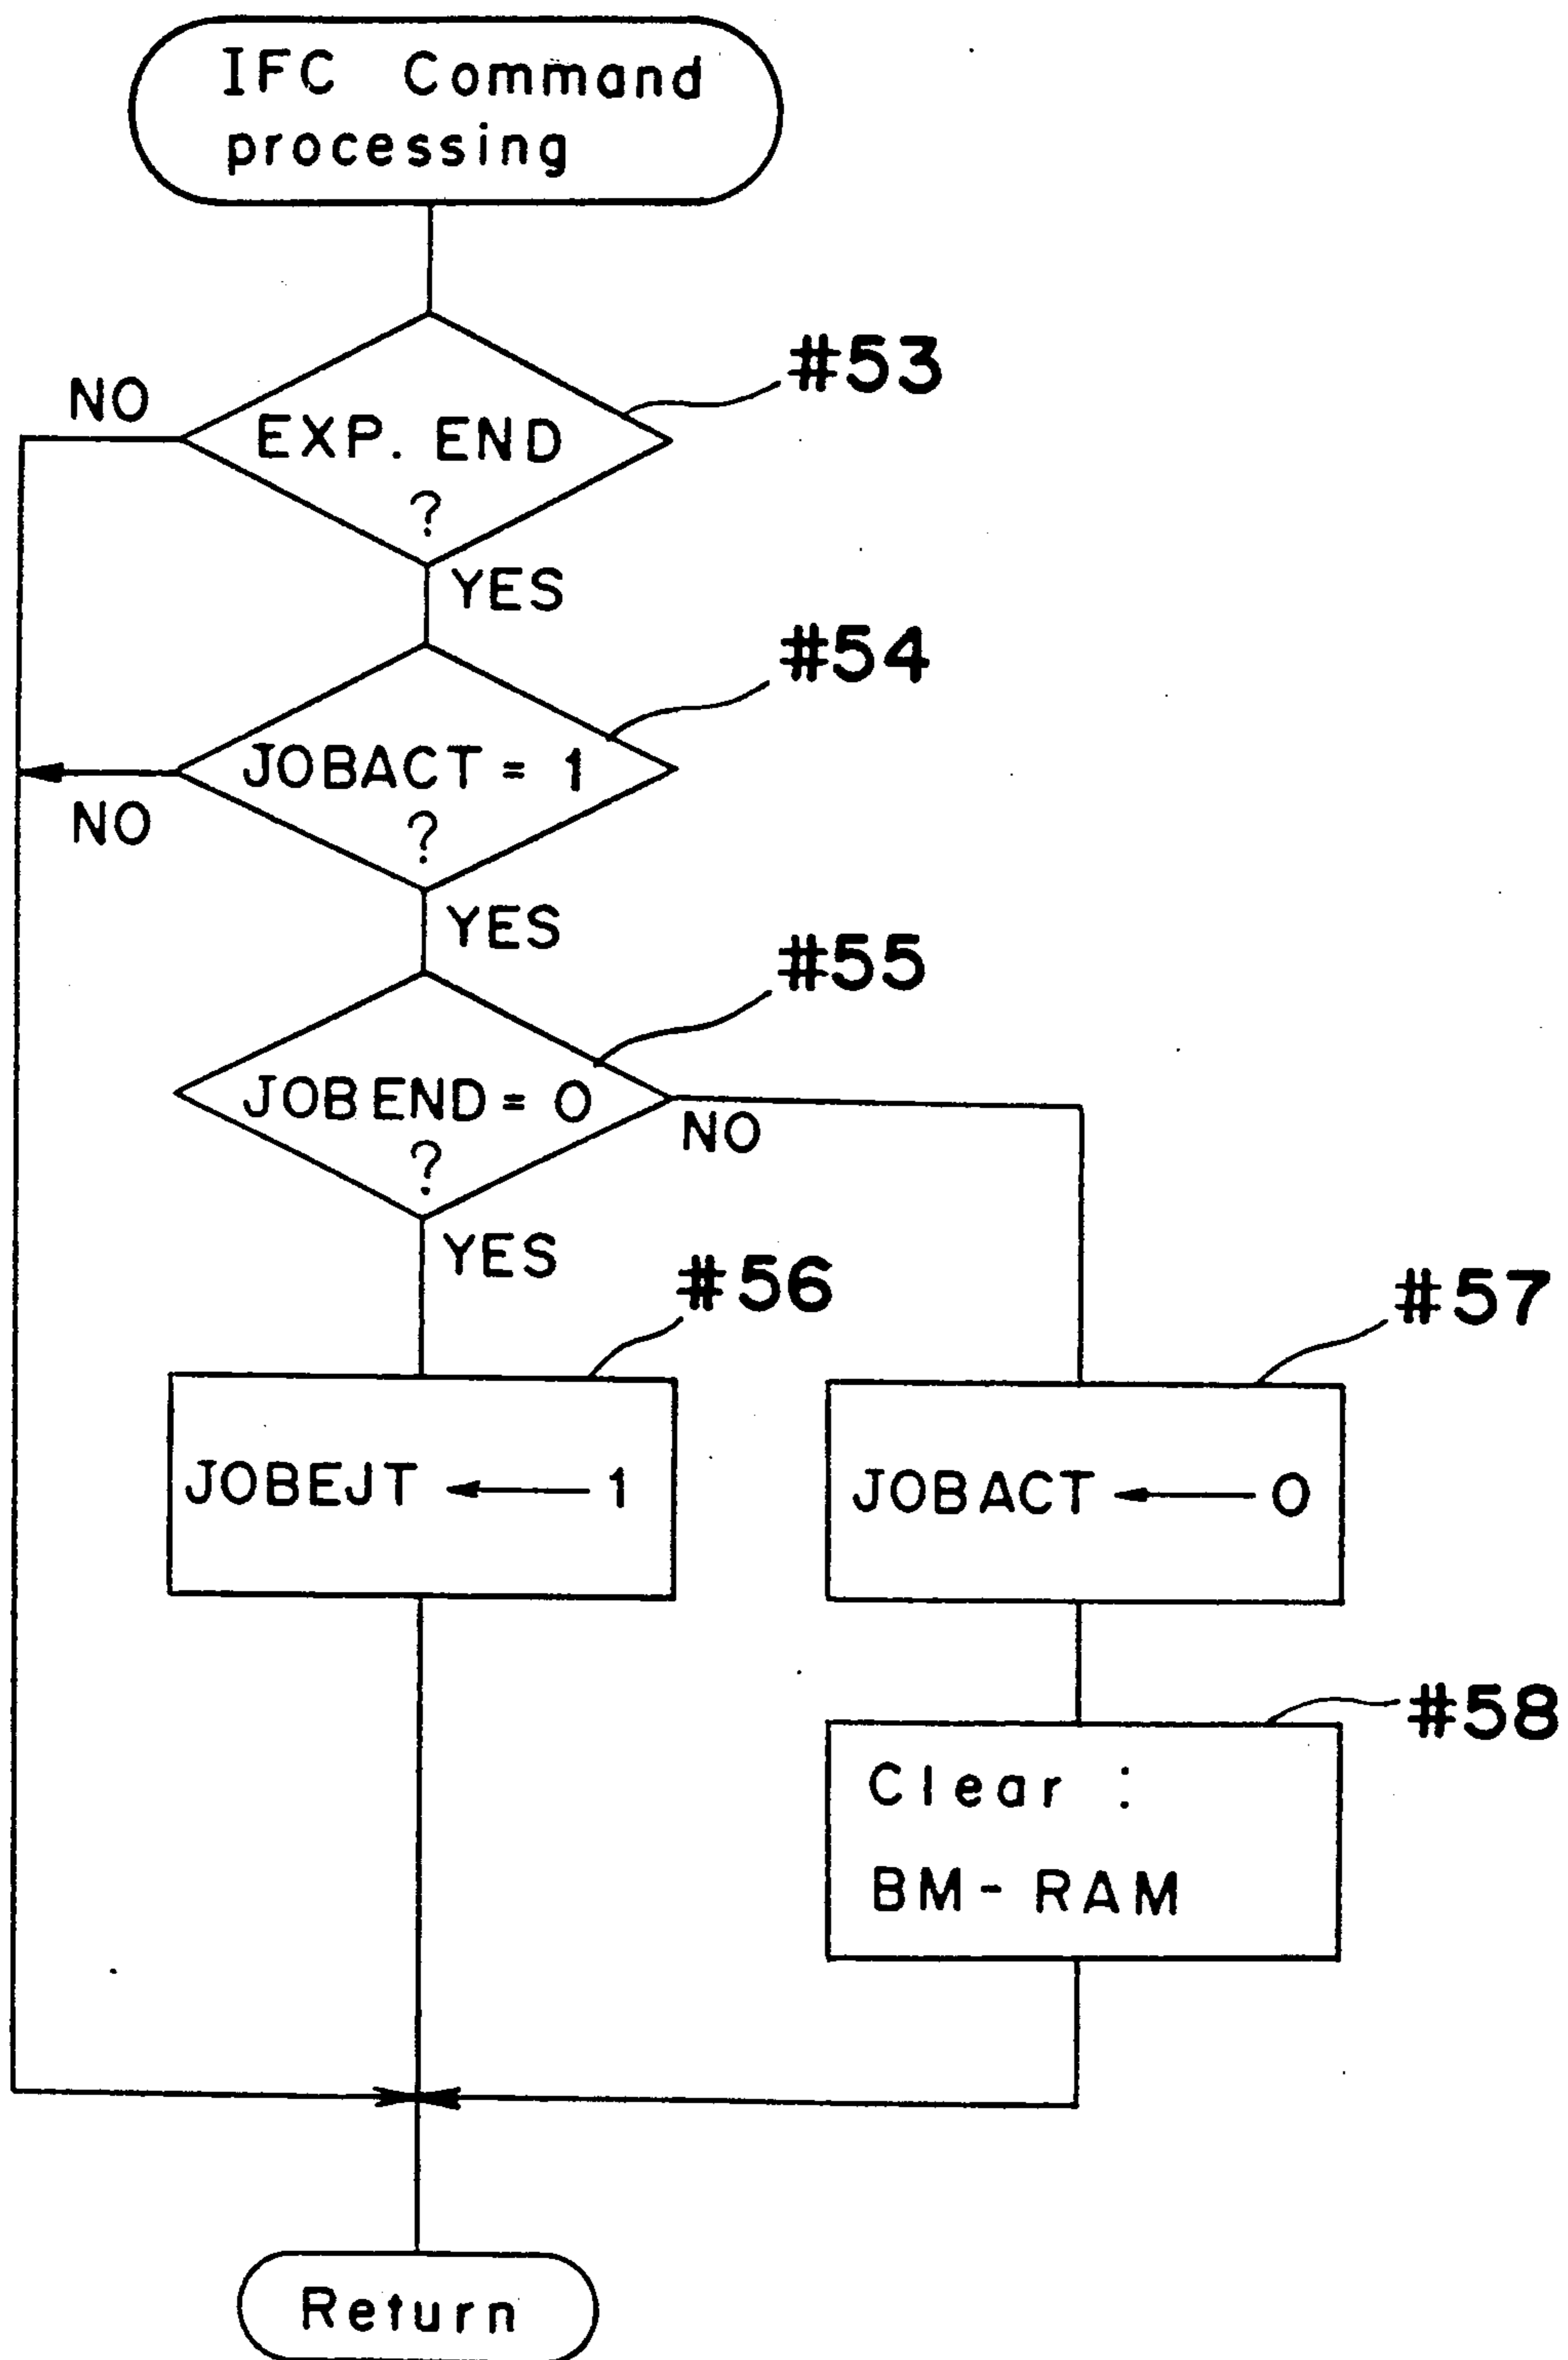 IFC Command
processing
#53
NO
EXP. END
?
YES
#54
JOBACT = 1
?
NO
YES
#55
JOBEND = 0
?
NO
YES
#56
#57
JOBEJT ← 1
JOBACT ← 0
#58
Clear :
BM-RAM
Return